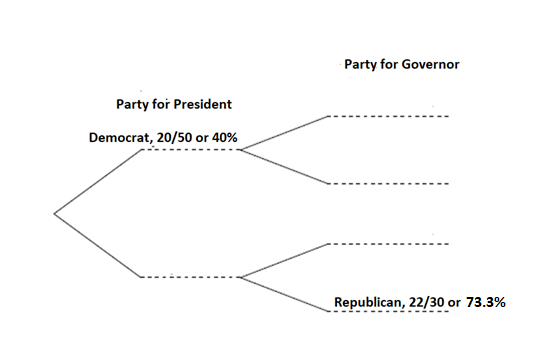 Party for Governor
Party for President
Democrat, 20/50 or 40%
Republican, 22/30 or 73.3%